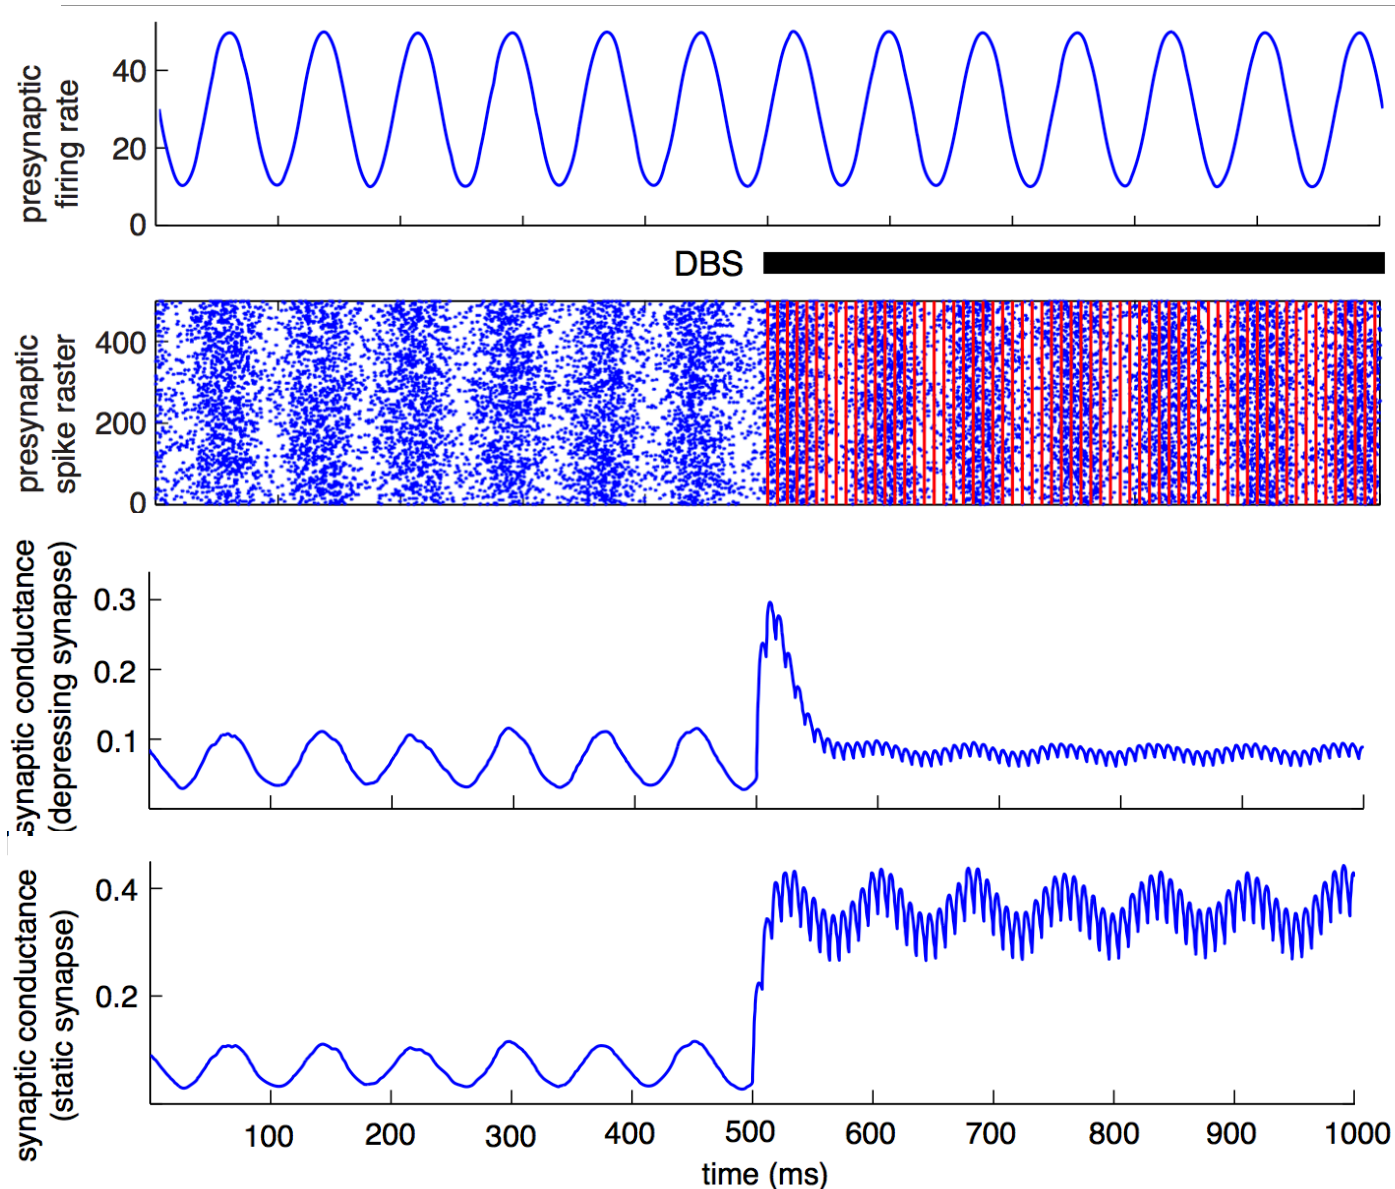 presynaptic
firing rate
40
20
0
DBS
presynaptic
spike raster
400
200
0
synaptic conductance
(depressing synapse)
0.3
0.2
0.1
synaptic conductance
(static synapse)
0.4
0.2
100 200 300 400 500 600 700 800 900 1000
time (ms)